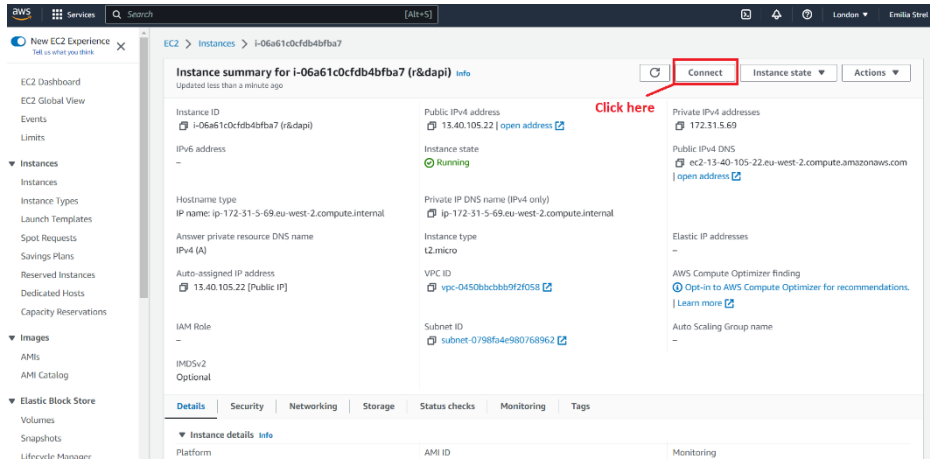 aws Services Search [Alt+S] London ▼ Emilia Strel
New EC2 Experience
Tell us what you think
EC2 Dashboard
EC2 Global View
Events
Limits
▼ Instances
Instances
Instance Types
Launch Templates
Spot Requests
Savings Plans
Reserved Instances
Dedicated Hosts
Capacity Reservations
▼ Images
AMIs
AMI Catalog
▼ Elastic Block Store
Volumes
Snapshots
Lifecycle Manager
EC2 > Instances > i-06a61c0cfdb4bfba7
Instance summary for i-06a61c0cfdb4bfba7 (r&dapi) Info
Updated less than a minute ago
Connect Instance state ▼ Actions ▼
Click here
Instance ID
i-06a61c0cfdb4bfba7 (r&dapi)
Public IPv4 address
13.40.105.22 | open address
Private IPv4 addresses
172.31.5.69
IPv6 address
–
Instance state
Running
Public IPv4 DNS
ec2-13-40-105-22.eu-west-2.compute.amazonaws.com
| open address
Hostname type
IP name: ip-172-31-5-69.eu-west-2.compute.internal
Private IP DNS name (IPv4 only)
ip-172-31-5-69.eu-west-2.compute.internal
Answer private resource DNS name
IPv4 (A)
Instance type
t2.micro
Elastic IP addresses
–
Auto-assigned IP address
13.40.105.22 [Public IP]
VPC ID
vpc-0450bbcbbb9f2f058
AWS Compute Optimizer finding
Opt-in to AWS Compute Optimizer for recommendations.
| Learn more
IAM Role
–
Subnet ID
subnet-0798fa4e980768962
Auto Scaling Group name
–
IMDSv2
Optional
Details Security Networking Storage Status checks Monitoring Tags
▼ Instance details Info
Platform AMI ID Monitoring